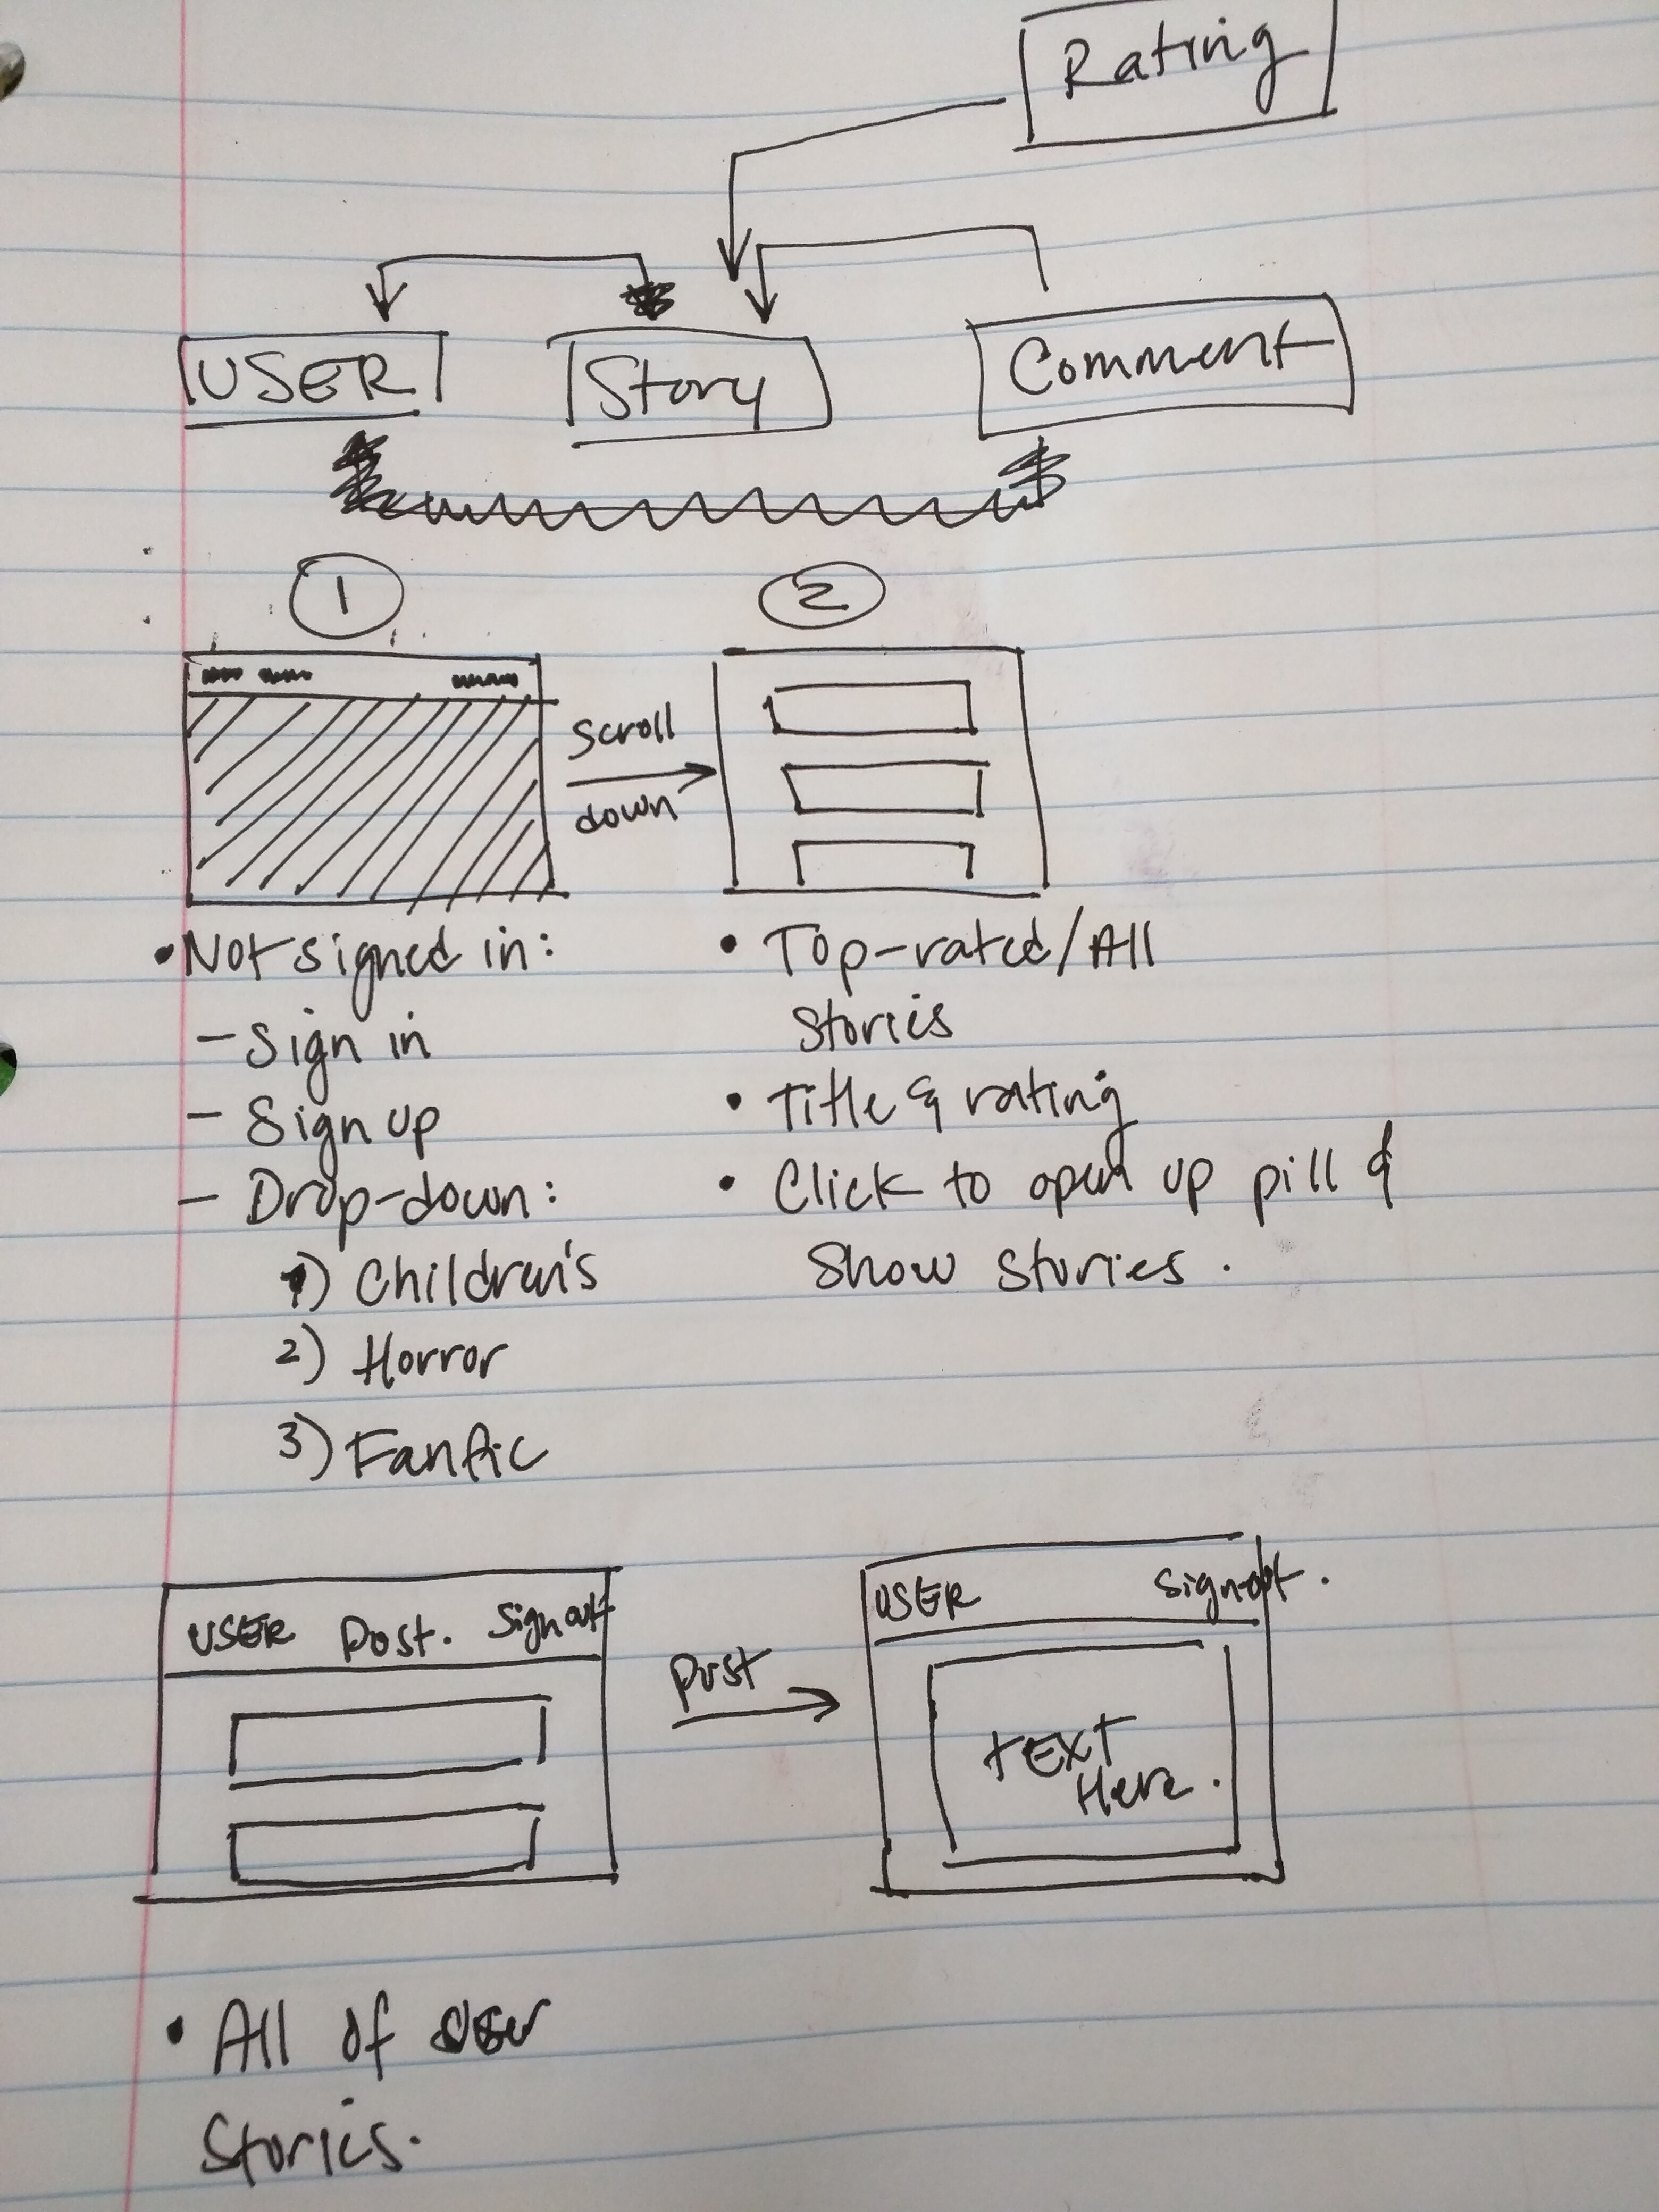 Rating
USER
Story
Comment
1
2
Scroll
down
• Not signed in:
- Sign in
- Sign up
- Drop-down:
1) Children's
2) Horror
3) Fanfic
• Top-rated/All
Stories
• Title & rating
• Click to open up pill &
Show stories.
USER Post. Sign out
post
USER Sign out.
TEXT
Here.
• All of user
Stories.